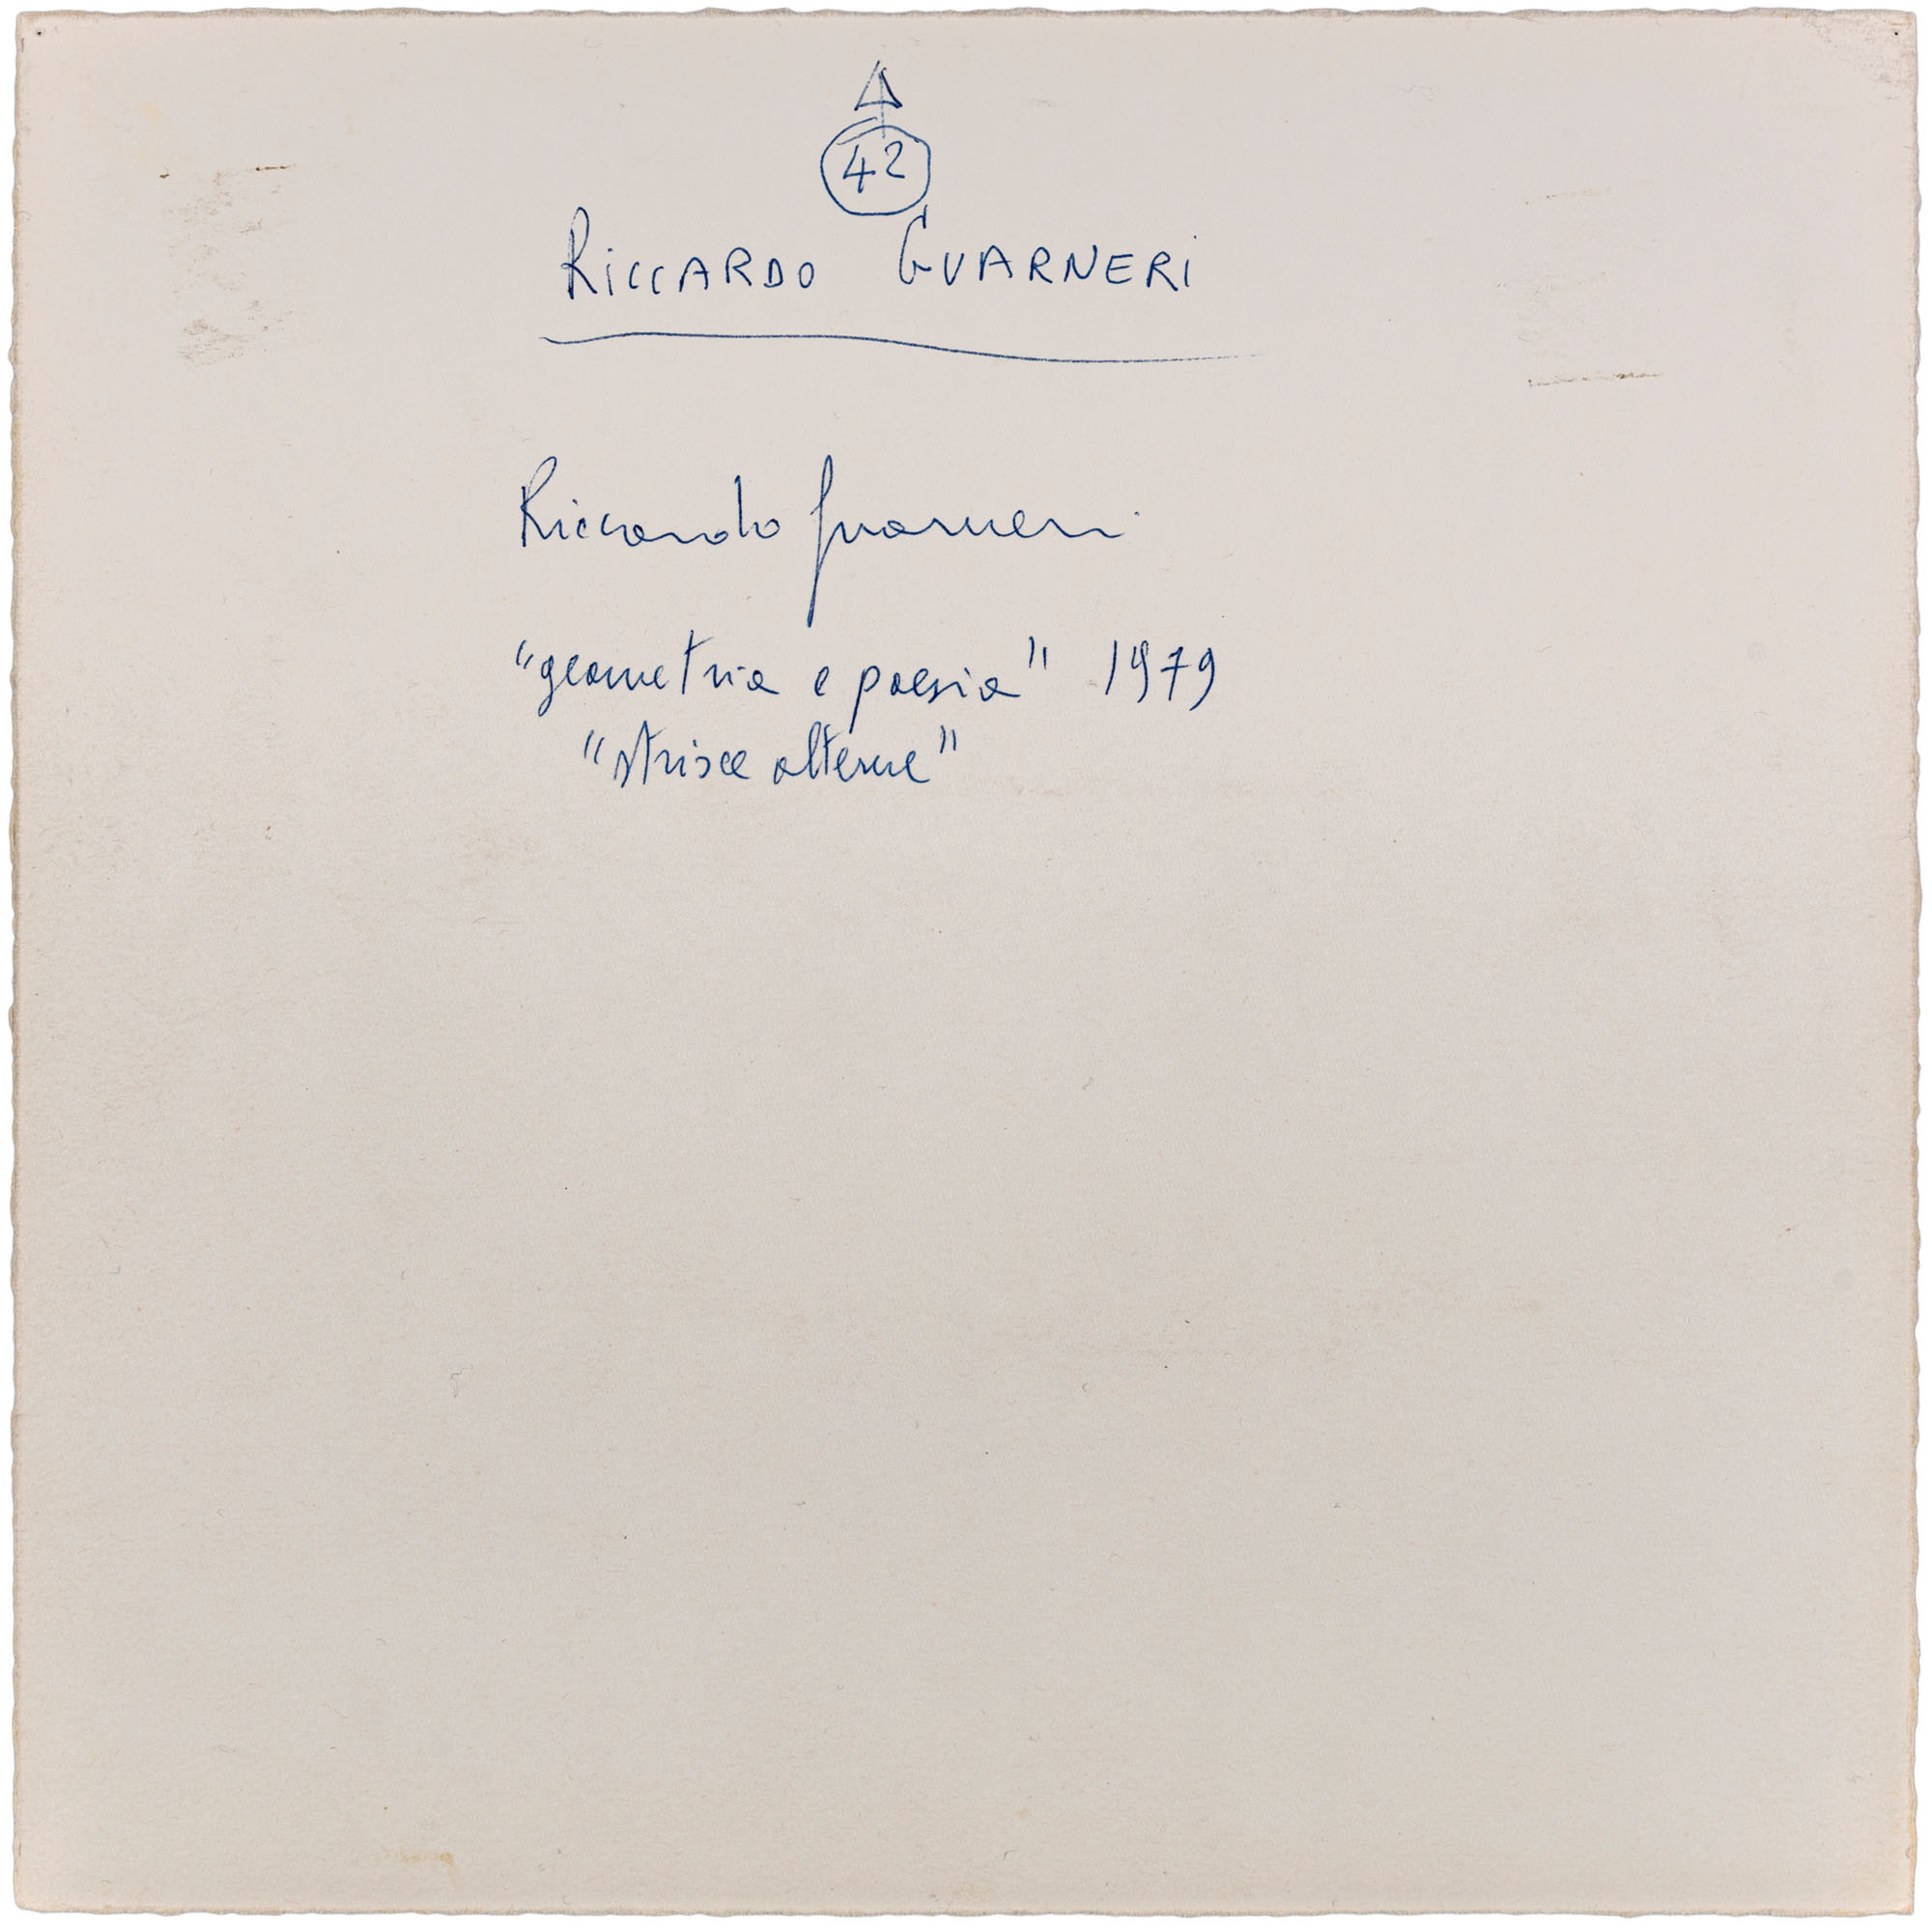 42
RICCARDO GUARNERI
Riccardo Guarneri
"geometria e poesia" 1979
"strisce alterne"